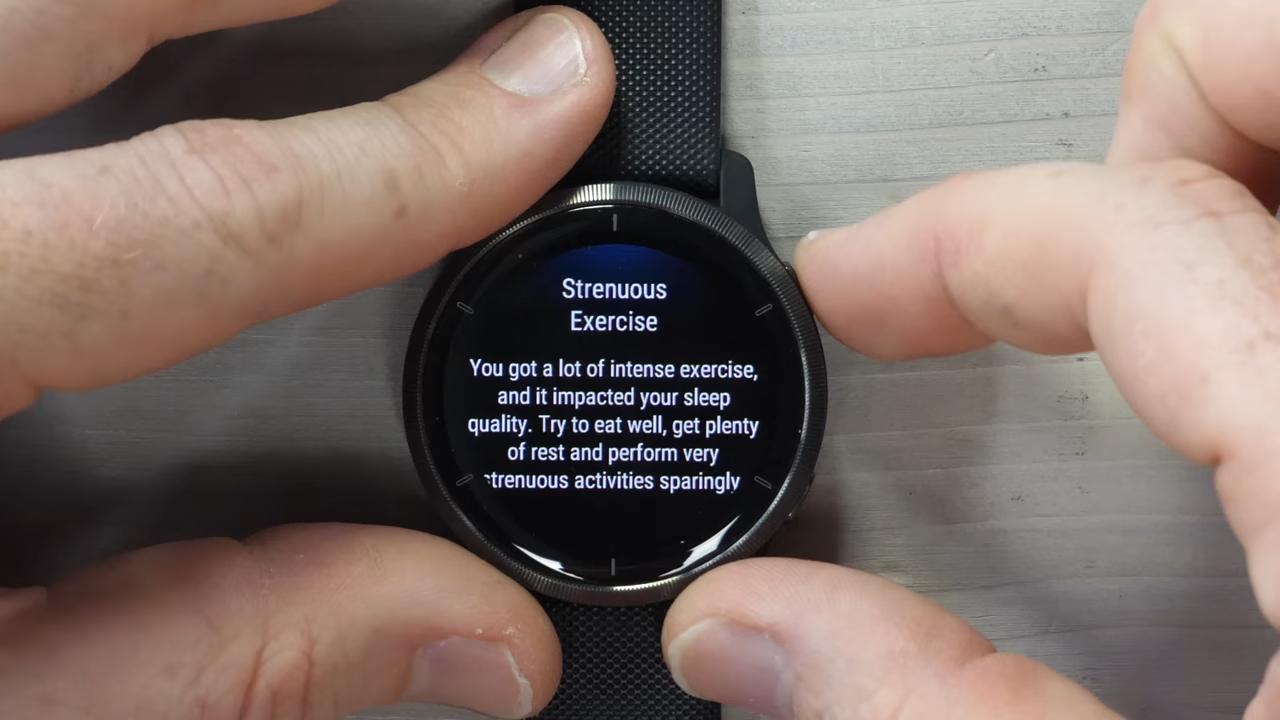 Strenuous
Exercise
You got a lot of intense exercise,
and it impacted your sleep
quality. Try to eat well, get plenty
of rest and perform very
strenuous activities sparingly